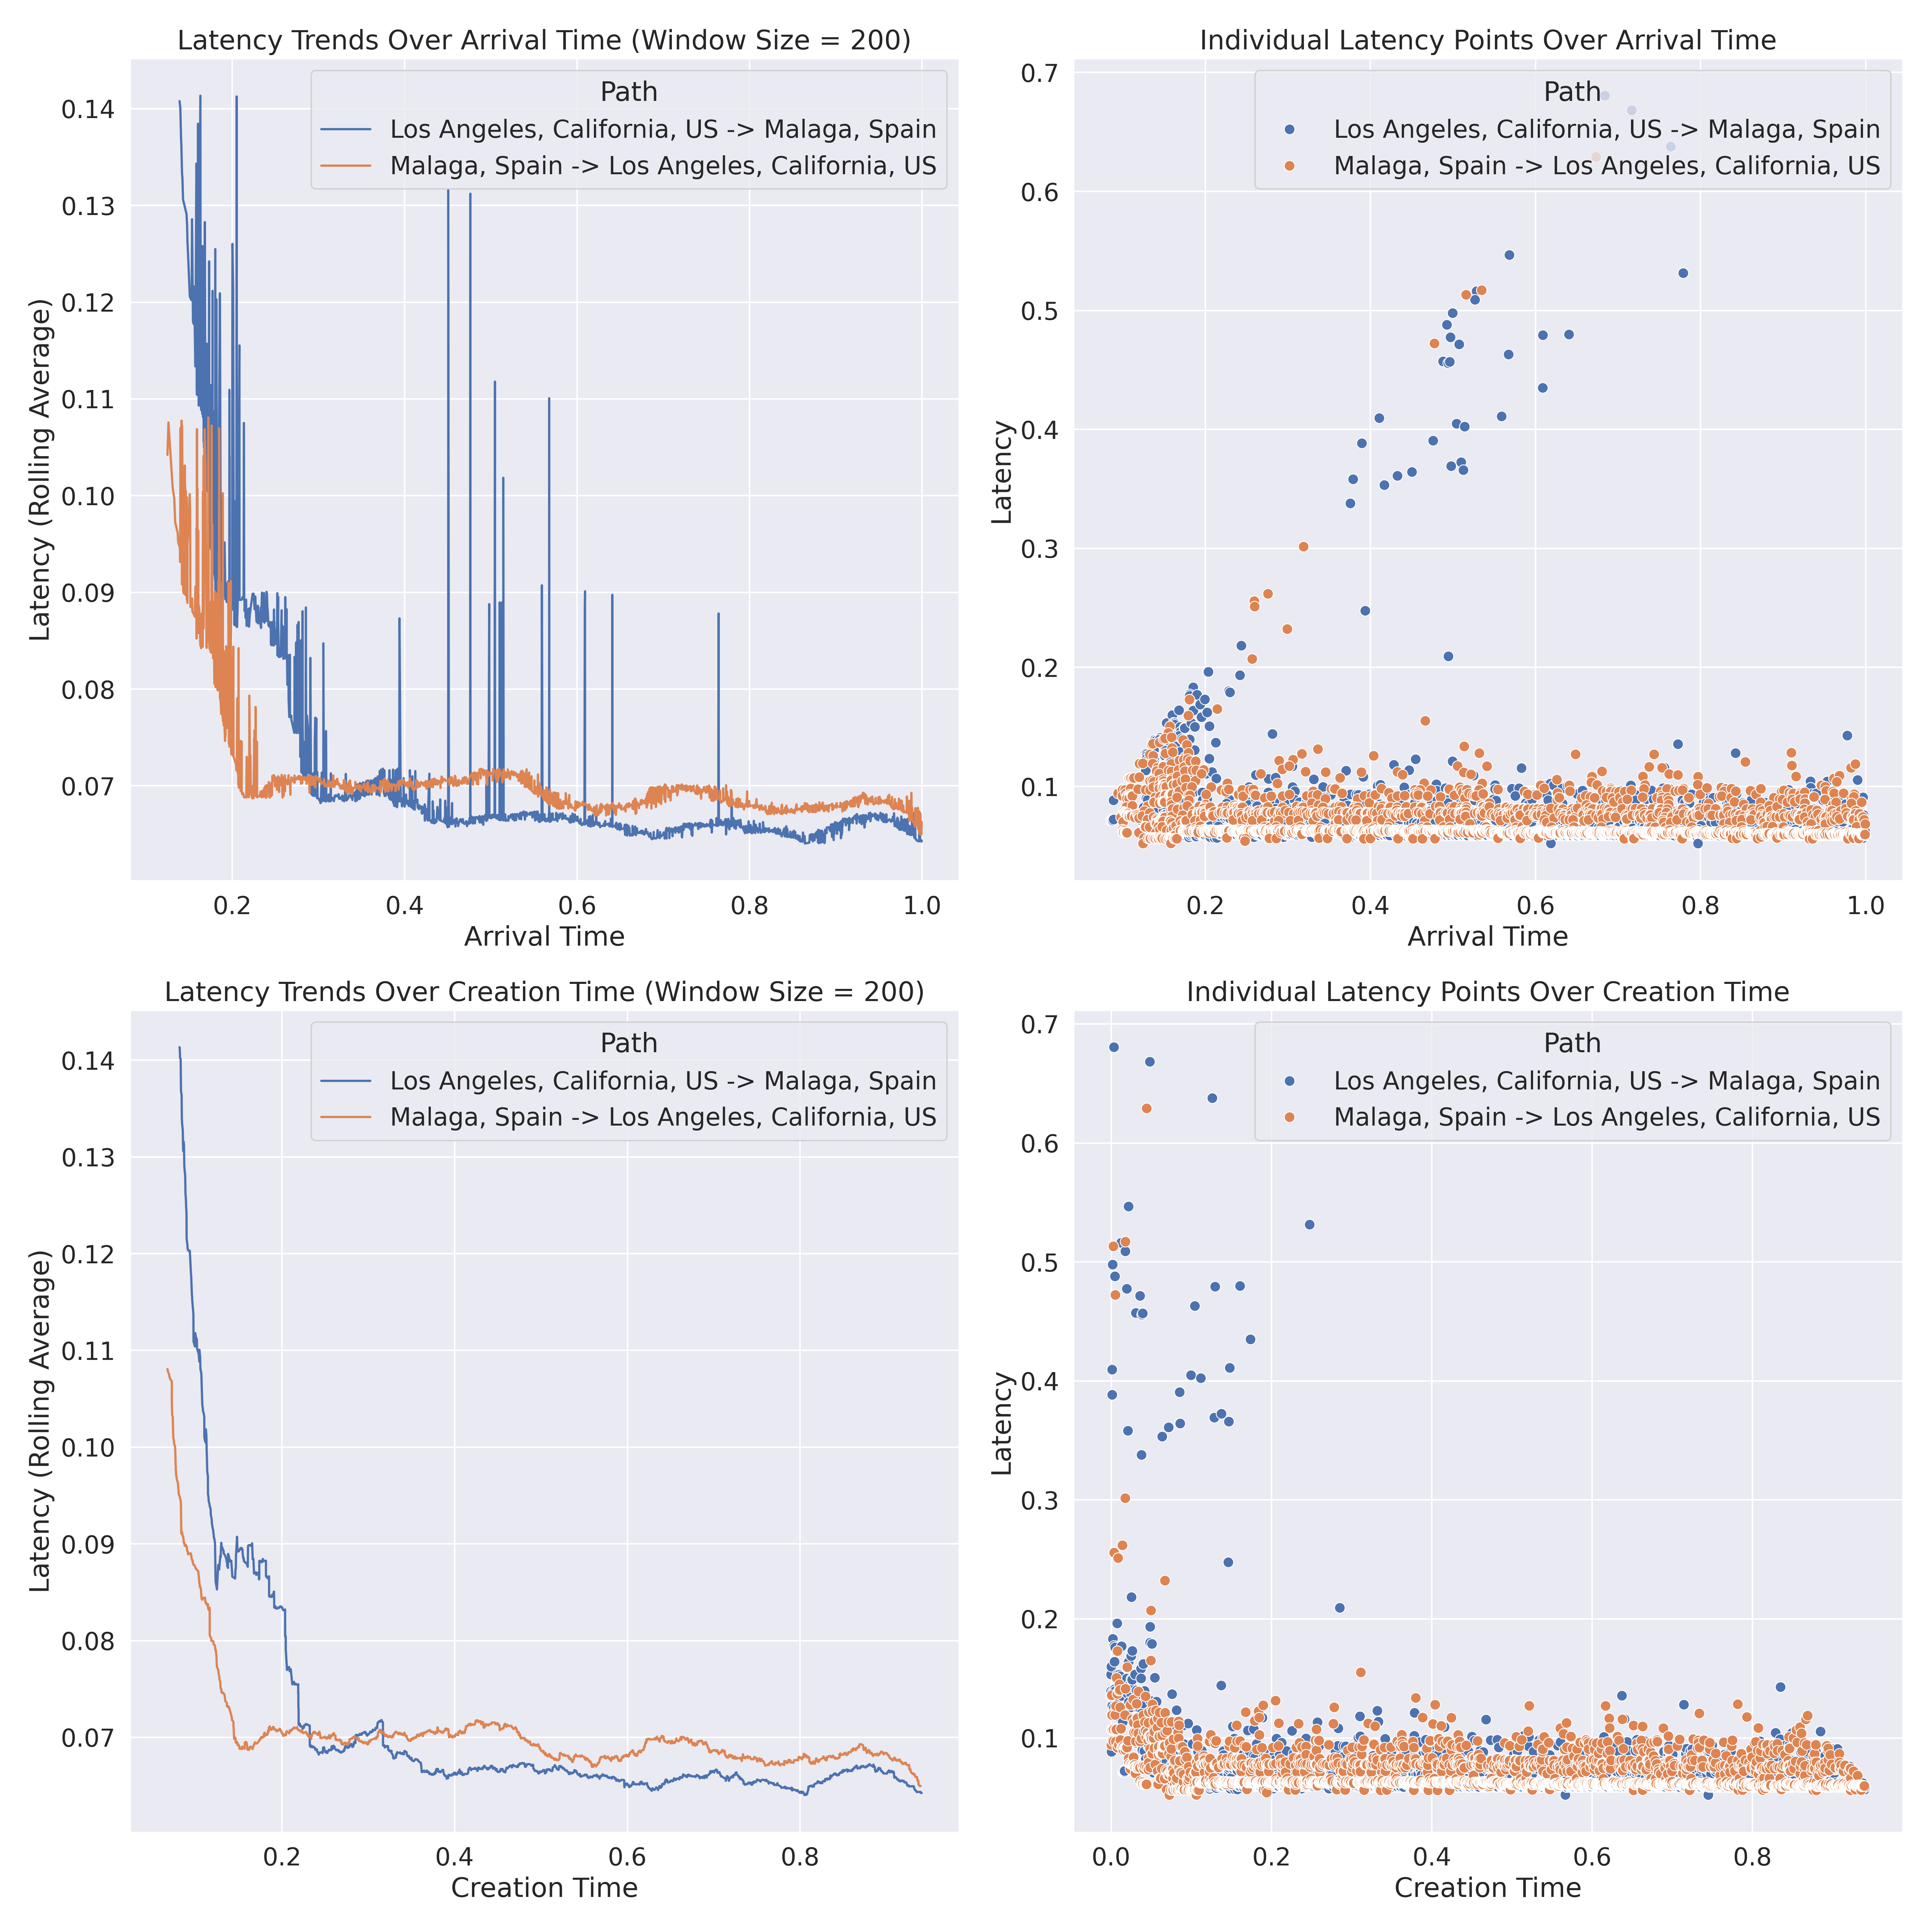 Latency Trends Over Arrival Time (Window Size = 200)
Path
Los Angeles, California, US -> Malaga, Spain
Malaga, Spain -> Los Angeles, California, US
0.14
0.13
0.12
0.11
0.10
0.09
0.08
0.07
Latency (Rolling Average)
0.2 0.4 0.6 0.8 1.0
Arrival Time
Individual Latency Points Over Arrival Time
Path
Los Angeles, California, US -> Malaga, Spain
Malaga, Spain -> Los Angeles, California, US
0.7
0.6
0.5
0.4
0.3
0.2
0.1
Latency
0.2 0.4 0.6 0.8 1.0
Arrival Time
Latency Trends Over Creation Time (Window Size = 200)
Path
Los Angeles, California, US -> Malaga, Spain
Malaga, Spain -> Los Angeles, California, US
0.14
0.13
0.12
0.11
0.10
0.09
0.08
0.07
Latency (Rolling Average)
0.2 0.4 0.6 0.8
Creation Time
Individual Latency Points Over Creation Time
Path
Los Angeles, California, US -> Malaga, Spain
Malaga, Spain -> Los Angeles, California, US
0.7
0.6
0.5
0.4
0.3
0.2
0.1
Latency
0.0 0.2 0.4 0.6 0.8
Creation Time